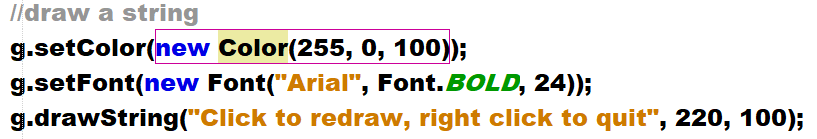 //draw a string
g.setColor(new Color(255, 0, 100));
g.setFont(new Font("Arial", Font.BOLD, 24));
g.drawString("Click to redraw, right click to quit", 220, 100);